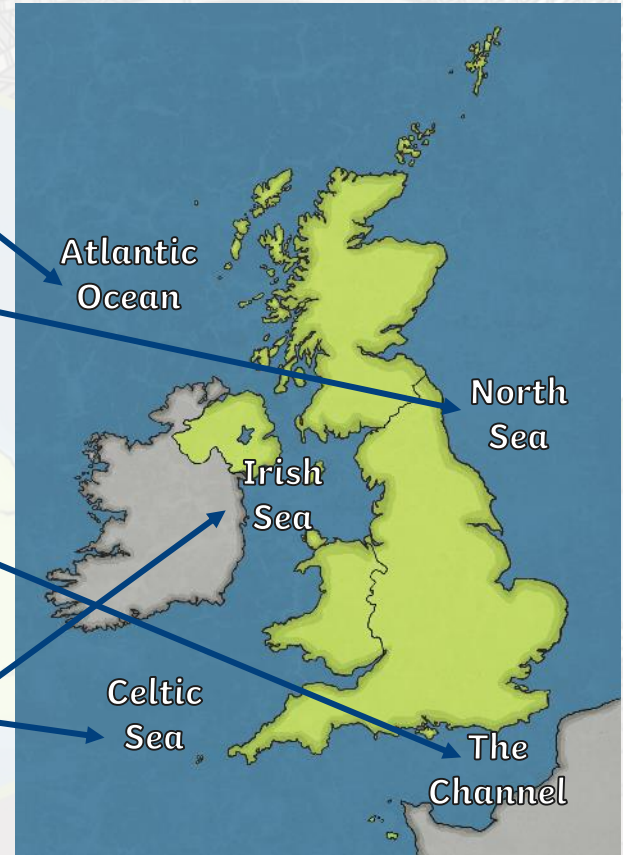 Atlantic
Ocean
North
Sea
Irish
Sea
Celtic
Sea
The
Channel